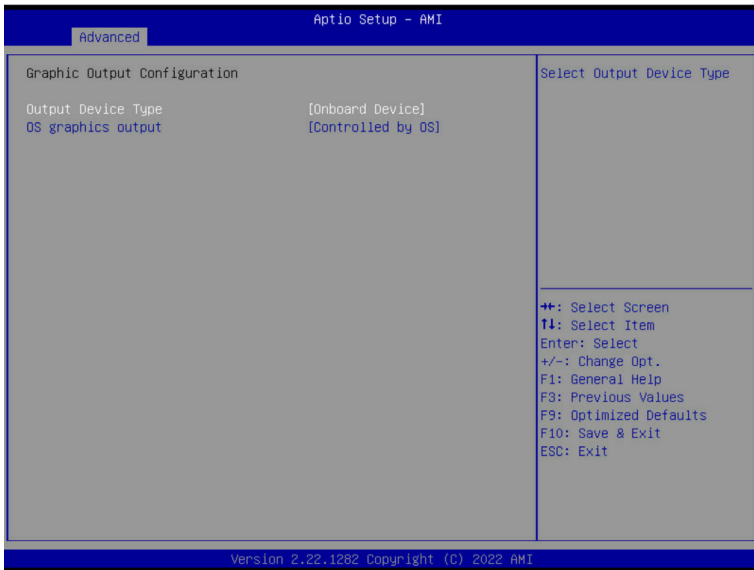 Aptio Setup – AMI
Advanced
Graphic Output Configuration
Output Device Type [Onboard Device]
OS graphics output [Controlled by OS]
Select Output Device Type
→←: Select Screen
↑↓: Select Item
Enter: Select
+/-: Change Opt.
F1: General Help
F3: Previous Values
F9: Optimized Defaults
F10: Save & Exit
ESC: Exit
Version 2.22.1282 Copyright (C) 2022 AMI